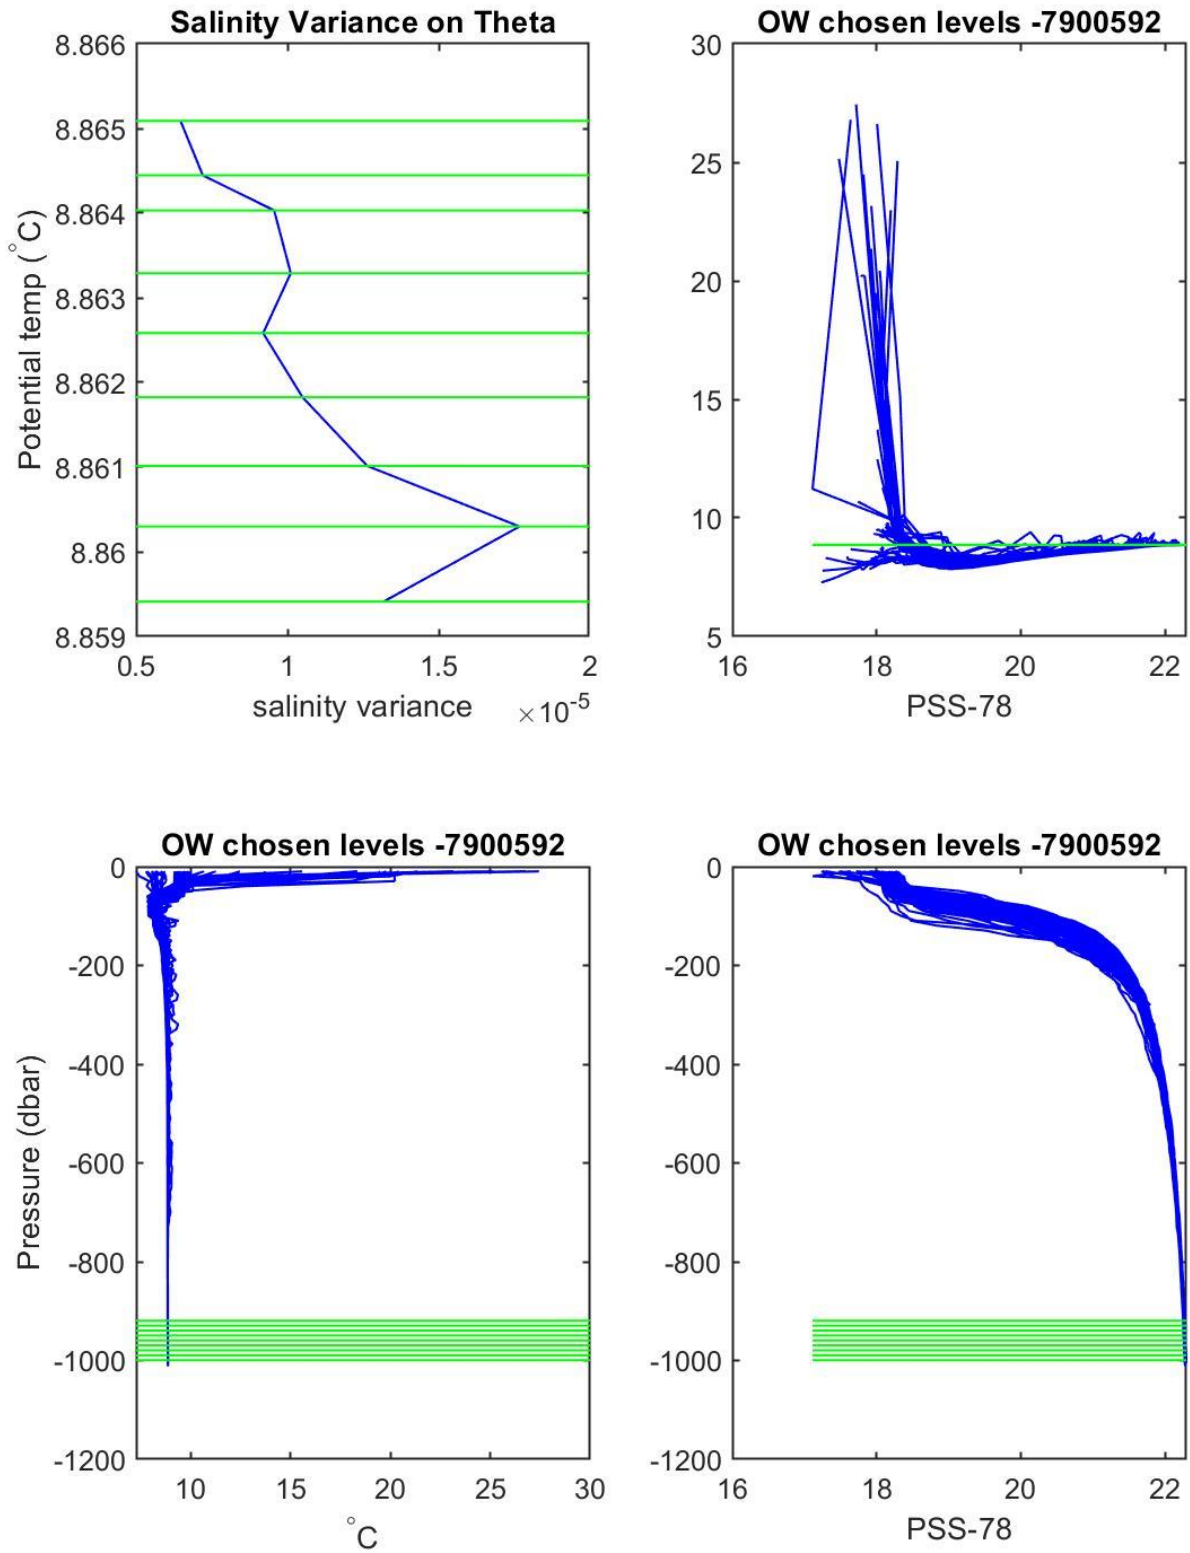 Salinity Variance on Theta
8.866
8.865
8.864
8.863
8.862
8.861
8.86
8.859
Potential temp (°C)
0.5 1 1.5 2
salinity variance ×10-5
OW chosen levels -7900592
30
25
20
15
10
5
16 18 20 22
PSS-78
OW chosen levels -7900592
0
-200
-400
-600
-800
-1000
-1200
Pressure (dbar)
10 15 20 25 30
°C
OW chosen levels -7900592
0
-200
-400
-600
-800
-1000
-1200
16 18 20 22
PSS-78